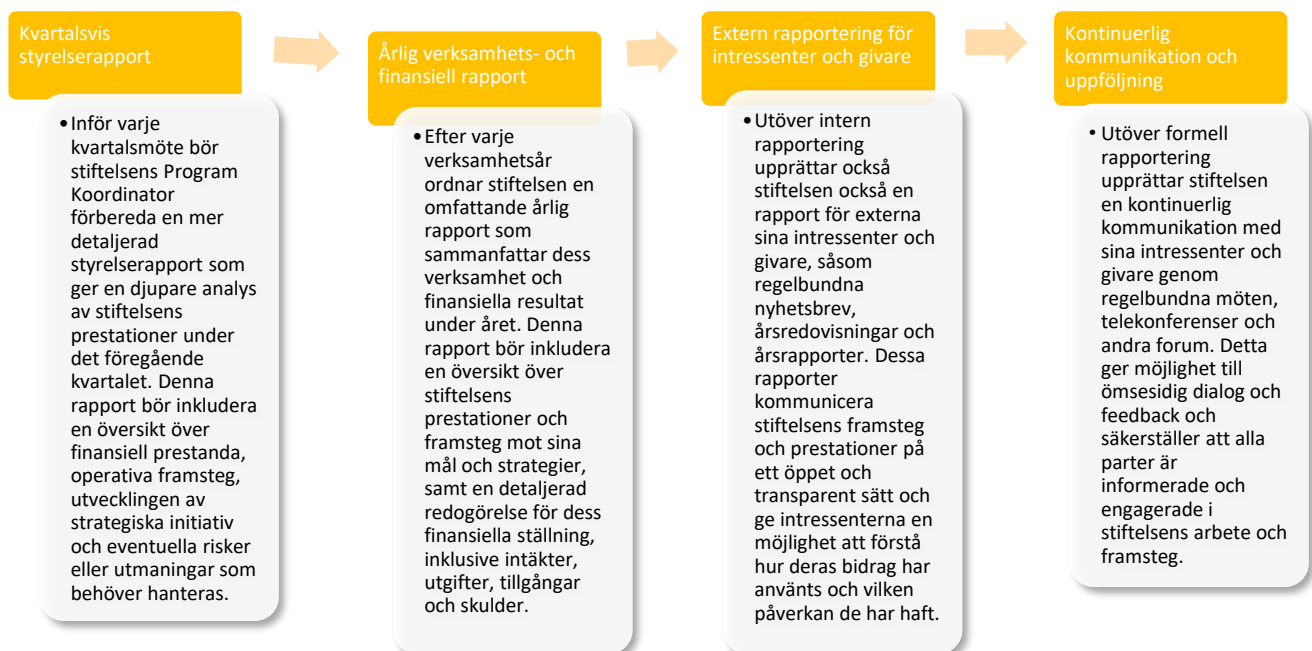 Kvartalsvis
styrelserapport
•Inför varje
kvartalsmöte bör
stiftelsens Program
Koordinator
förbereda en mer
detaljerad
styrelserapport som
ger en djupare analys
av stiftelsens
prestationer under
det föregående
kvartalet. Denna
rapport bör inkludera
en översikt över
finansiell prestanda,
operativa framsteg,
utvecklingen av
strategiska initiativ
och eventuella risker
eller utmaningar som
behöver hanteras.
Årlig verksamhets- och
finansiell rapport
•Efter varje
verksamhetsår
ordnar stiftelsen en
omfattande årlig
rapport som
sammanfattar dess
verksamhet och
finansiella resultat
under året. Denna
rapport bör inkludera
en översikt över
stiftelsens
prestationer och
framsteg mot sina
mål och strategier,
samt en detaljerad
redogörelse för dess
finansiella ställning,
inklusive intäkter,
utgifter, tillgångar
och skulder.
Extern rapportering för
intressenter och givare
•Utöver intern
rapportering
upprättar också
stiftelsen också en
rapport för externa
sina intressenter och
givare, såsom
regelbundna
nyhetsbrev,
årsredovisningar och
årsrapporter. Dessa
rapporter
kommunicera
stiftelsens framsteg
och prestationer på
ett öppet och
transparent sätt och
ge intressenterna en
möjlighet att förstå
hur deras bidrag har
använts och vilken
påverkan de har haft.
Kontinuerlig
kommunikation och
uppföljning
• Utöver formell
rapportering
upprättar stiftelsen
en kontinuerlig
kommunikation med
sina intressenter och
givare genom
regelbundna möten,
telekonferenser och
andra forum. Detta
ger möjlighet till
ömsesidig dialog och
feedback och
säkerställer att alla
parter är
informerade och
engagerade i
stiftelsens arbete och
framsteg.